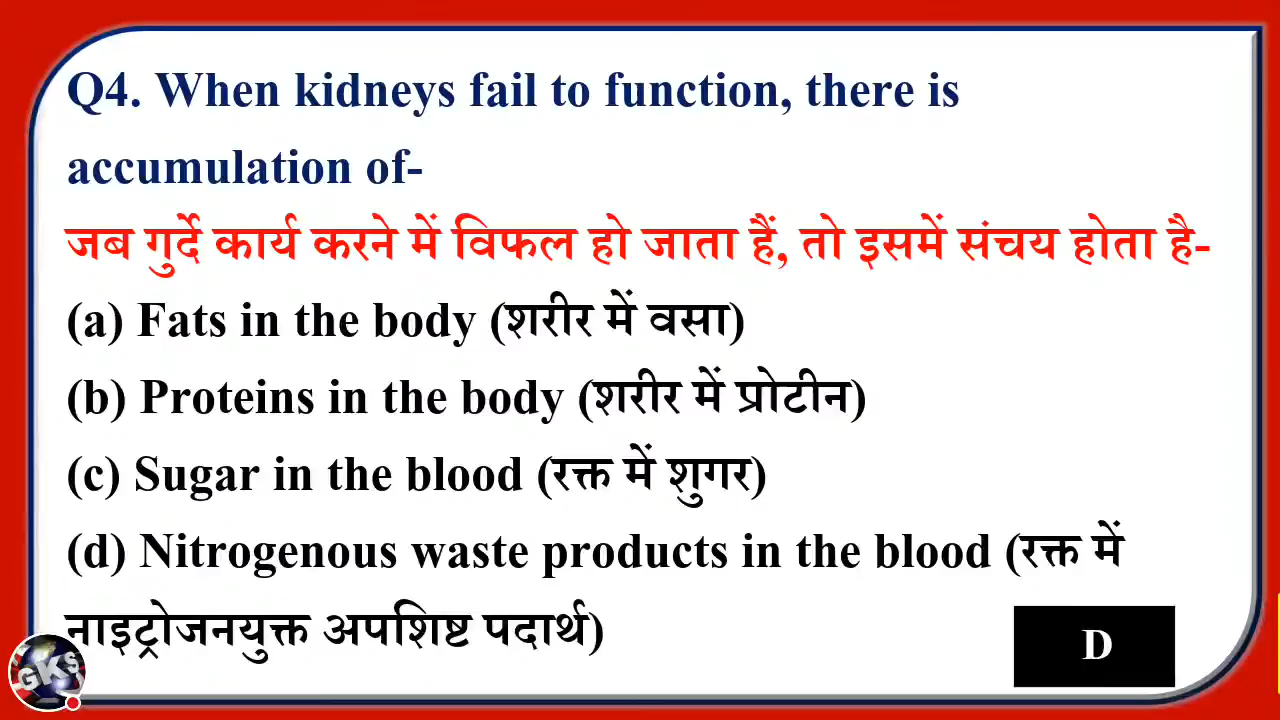 Q4. When kidneys fail to function, there is
accumulation of-
जब गुर्दे कार्य करने में विफल हो जाता हैं, तो इसमें संचय होता है-
(a) Fats in the body (शरीर में वसा)
(b) Proteins in the body (शरीर में प्रोटीन)
(c) Sugar in the blood (रक्त में शुगर)
(d) Nitrogenous waste products in the blood (रक्त में
नाइट्रोजनयुक्त अपशिष्ट पदार्थ)
D
GKS